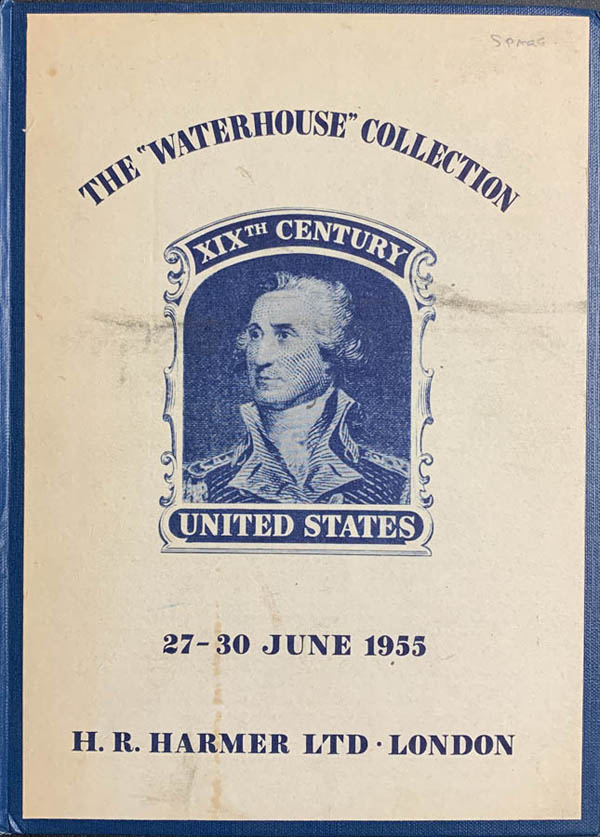 THE "WATERHOUSE" COLLECTION
XIXTH CENTURY
UNITED STATES
27-30 JUNE 1955
H. R. HARMER LTD · LONDON